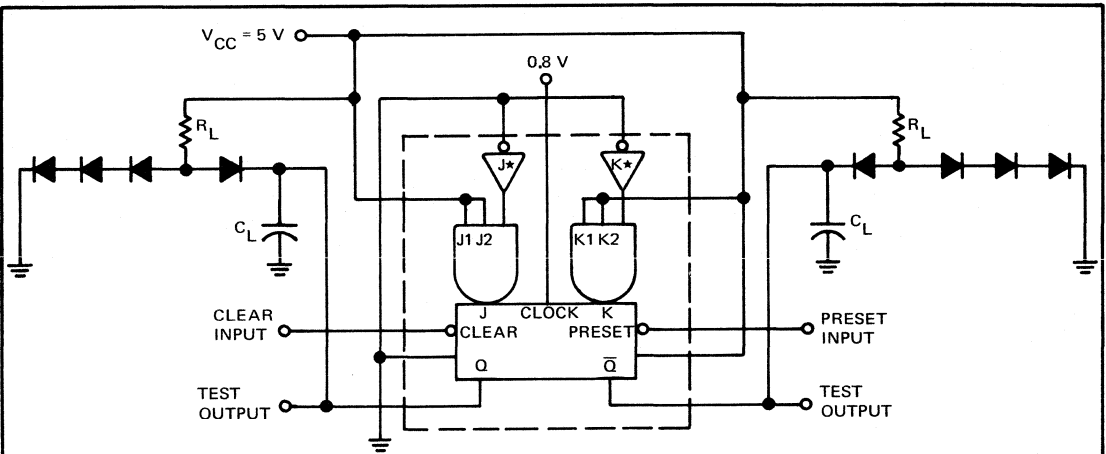 V_CC = 5 V
0.8 V
R_L
R_L
J★
K★
C_L
J1 J2
K1 K2
C_L
CLEAR
INPUT
J
CLOCK
K
CLEAR
PRESET
PRESET
INPUT
Q
Q̅
TEST
OUTPUT
TEST
OUTPUT